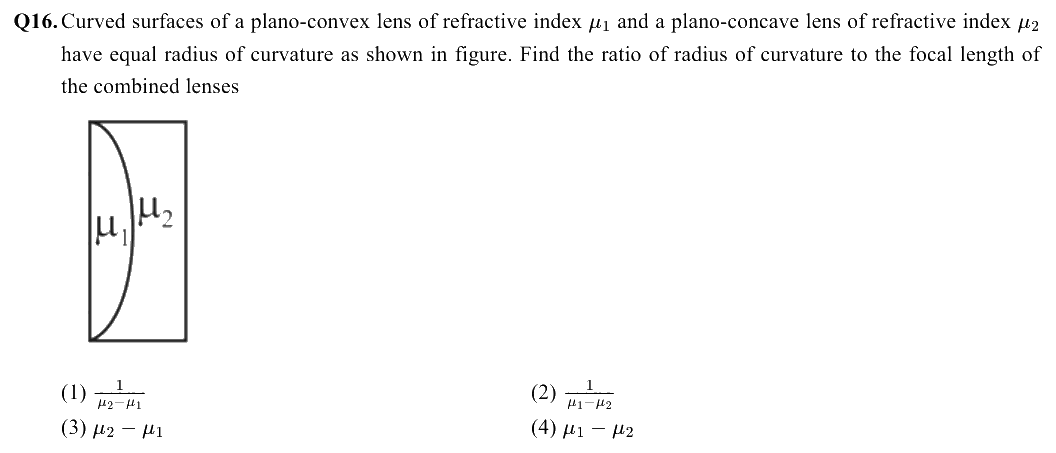 Q16. Curved surfaces of a plano-convex lens of refractive index μ₁ and a plano-concave lens of refractive index μ₂
have equal radius of curvature as shown in figure. Find the ratio of radius of curvature to the focal length of
the combined lenses
μ₁ μ₂
(1) 1/(μ₂−μ₁) (2) 1/(μ₁−μ₂)
(3) μ₂ − μ₁ (4) μ₁ − μ₂